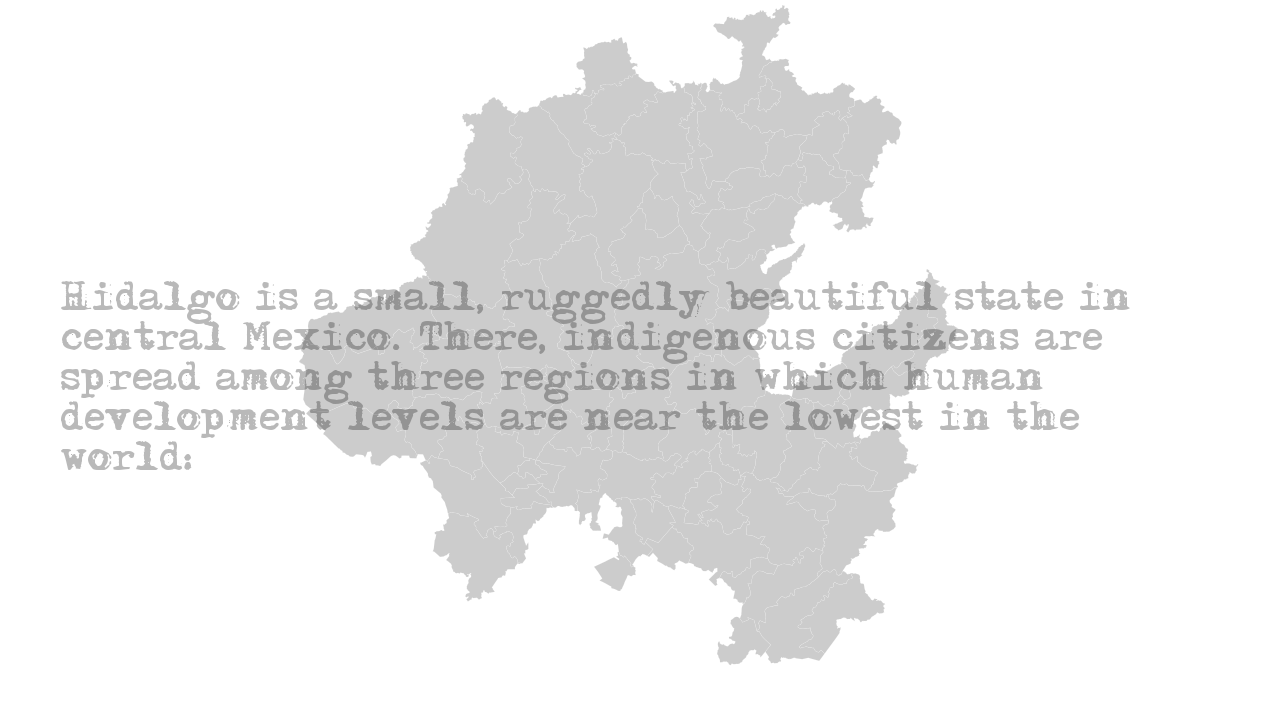 Hidalgo is a small, ruggedly beautiful state in
central Mexico. There, indigenous citizens are
spread among three regions in which human
development levels are near the lowest in the
world: